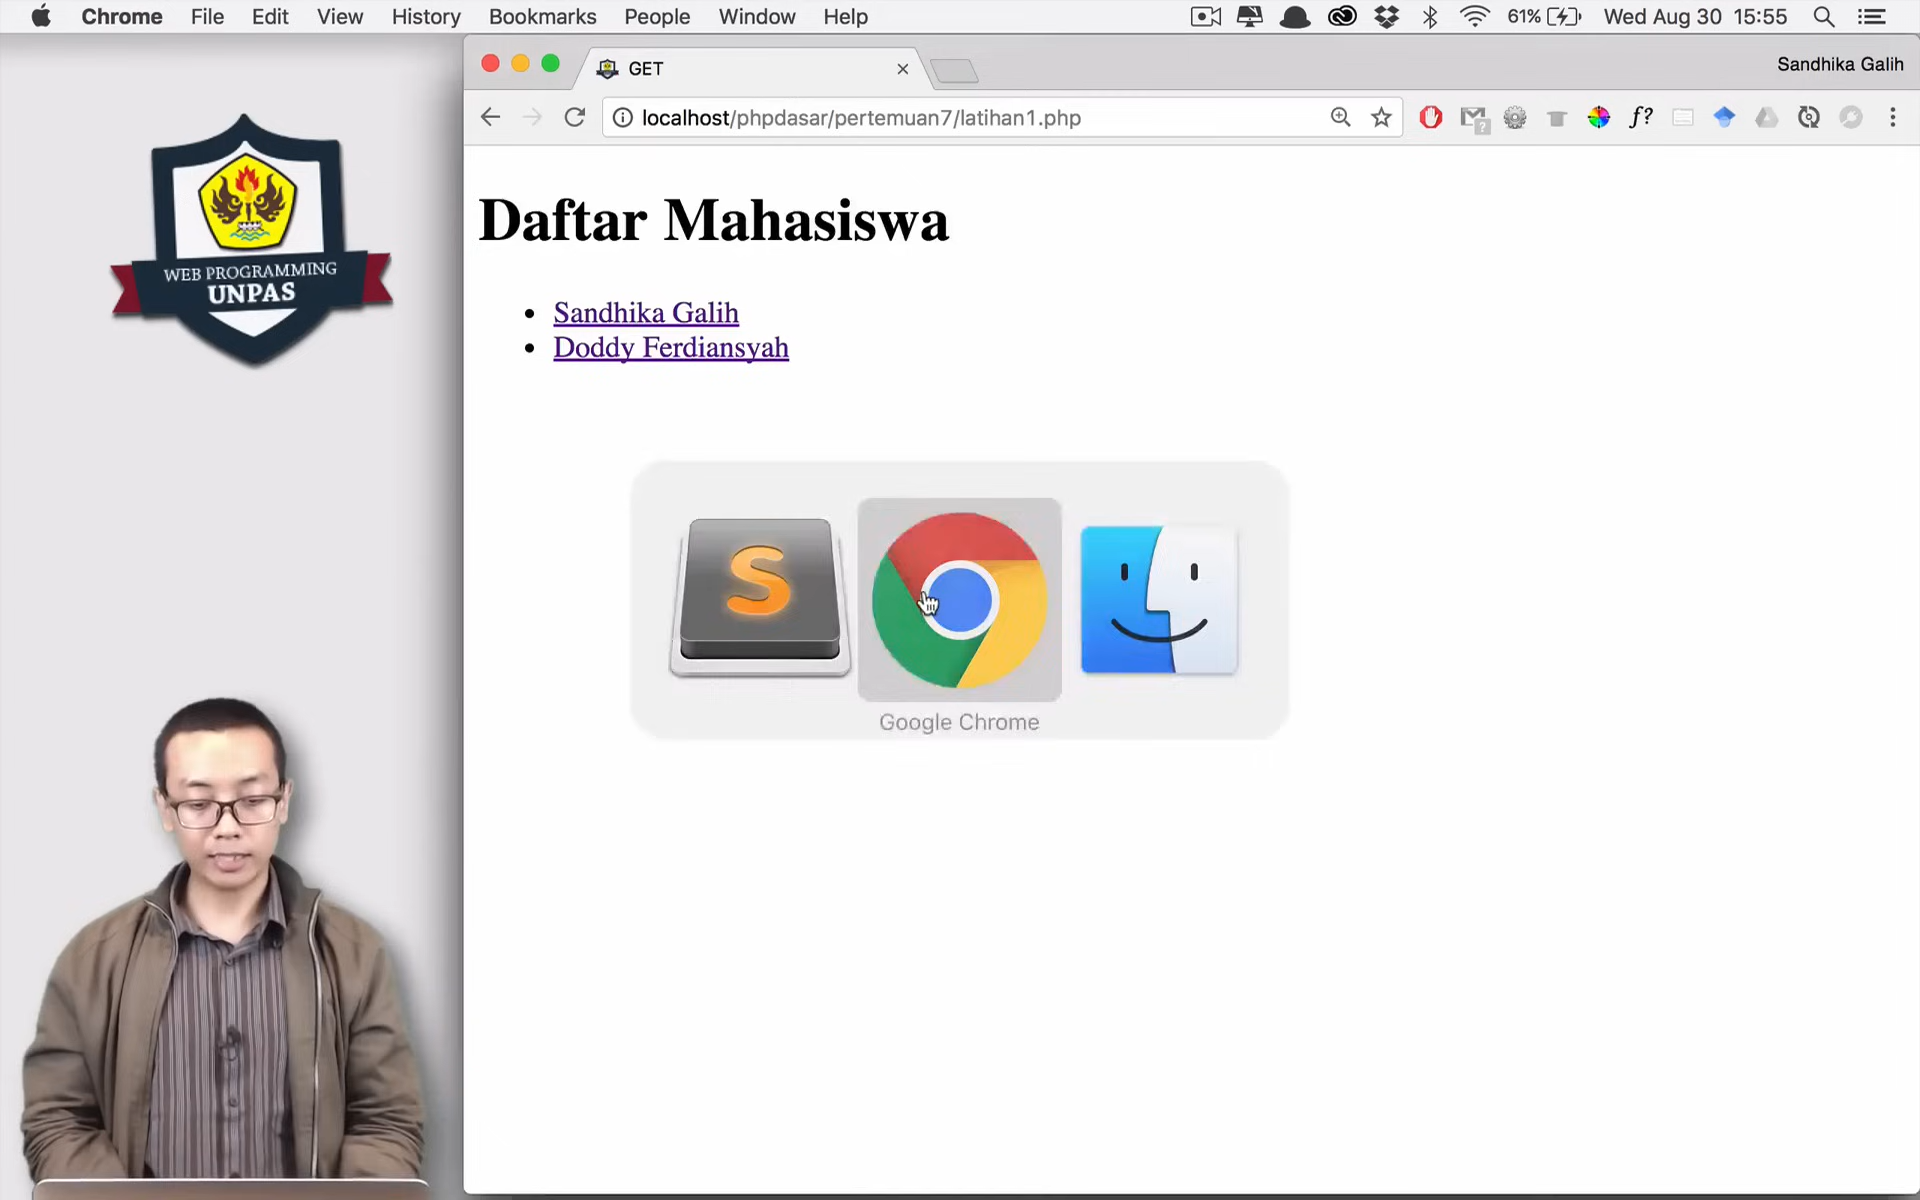 Chrome File Edit View History Bookmarks People Window Help 61% Wed Aug 30 15:55
GET Sandhika Galih
localhost/phpdasar/pertemuan7/latihan1.php f?
WEB PROGRAMMING
UNPAS
Daftar Mahasiswa
Sandhika Galih
Doddy Ferdiansyah
S
Google Chrome